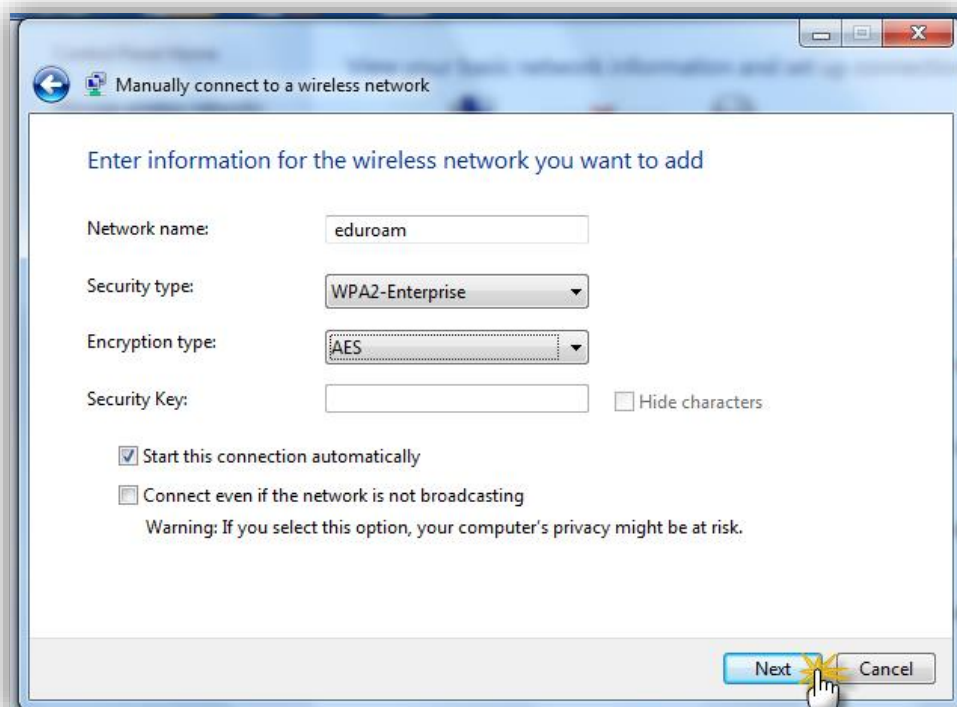 Manually connect to a wireless network
Enter information for the wireless network you want to add
Network name: eduroam
Security type: WPA2-Enterprise
Encryption type: AES
Security Key: Hide characters
Start this connection automatically
Connect even if the network is not broadcasting
Warning: If you select this option, your computer's privacy might be at risk.
Next Cancel